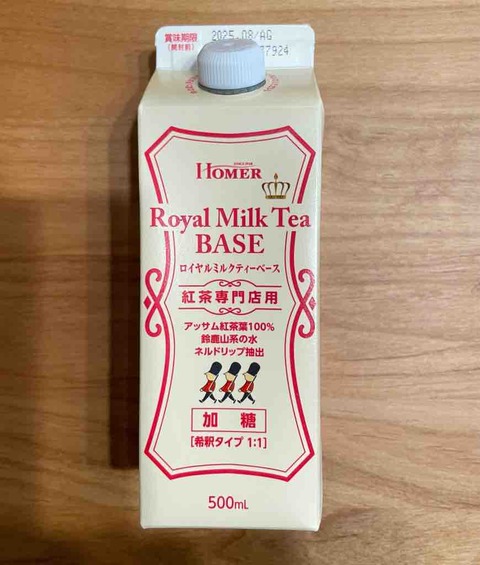 賞味期限
(開封前)
2025.08/AG
7924
HOMER
Royal Milk Tea
BASE
ロイヤルミルクティーベース
紅茶専門店用
アッサム紅茶葉100%
鈴鹿山系の水
ネルドリップ抽出
加糖
[希釈タイプ 1:1]
500mL